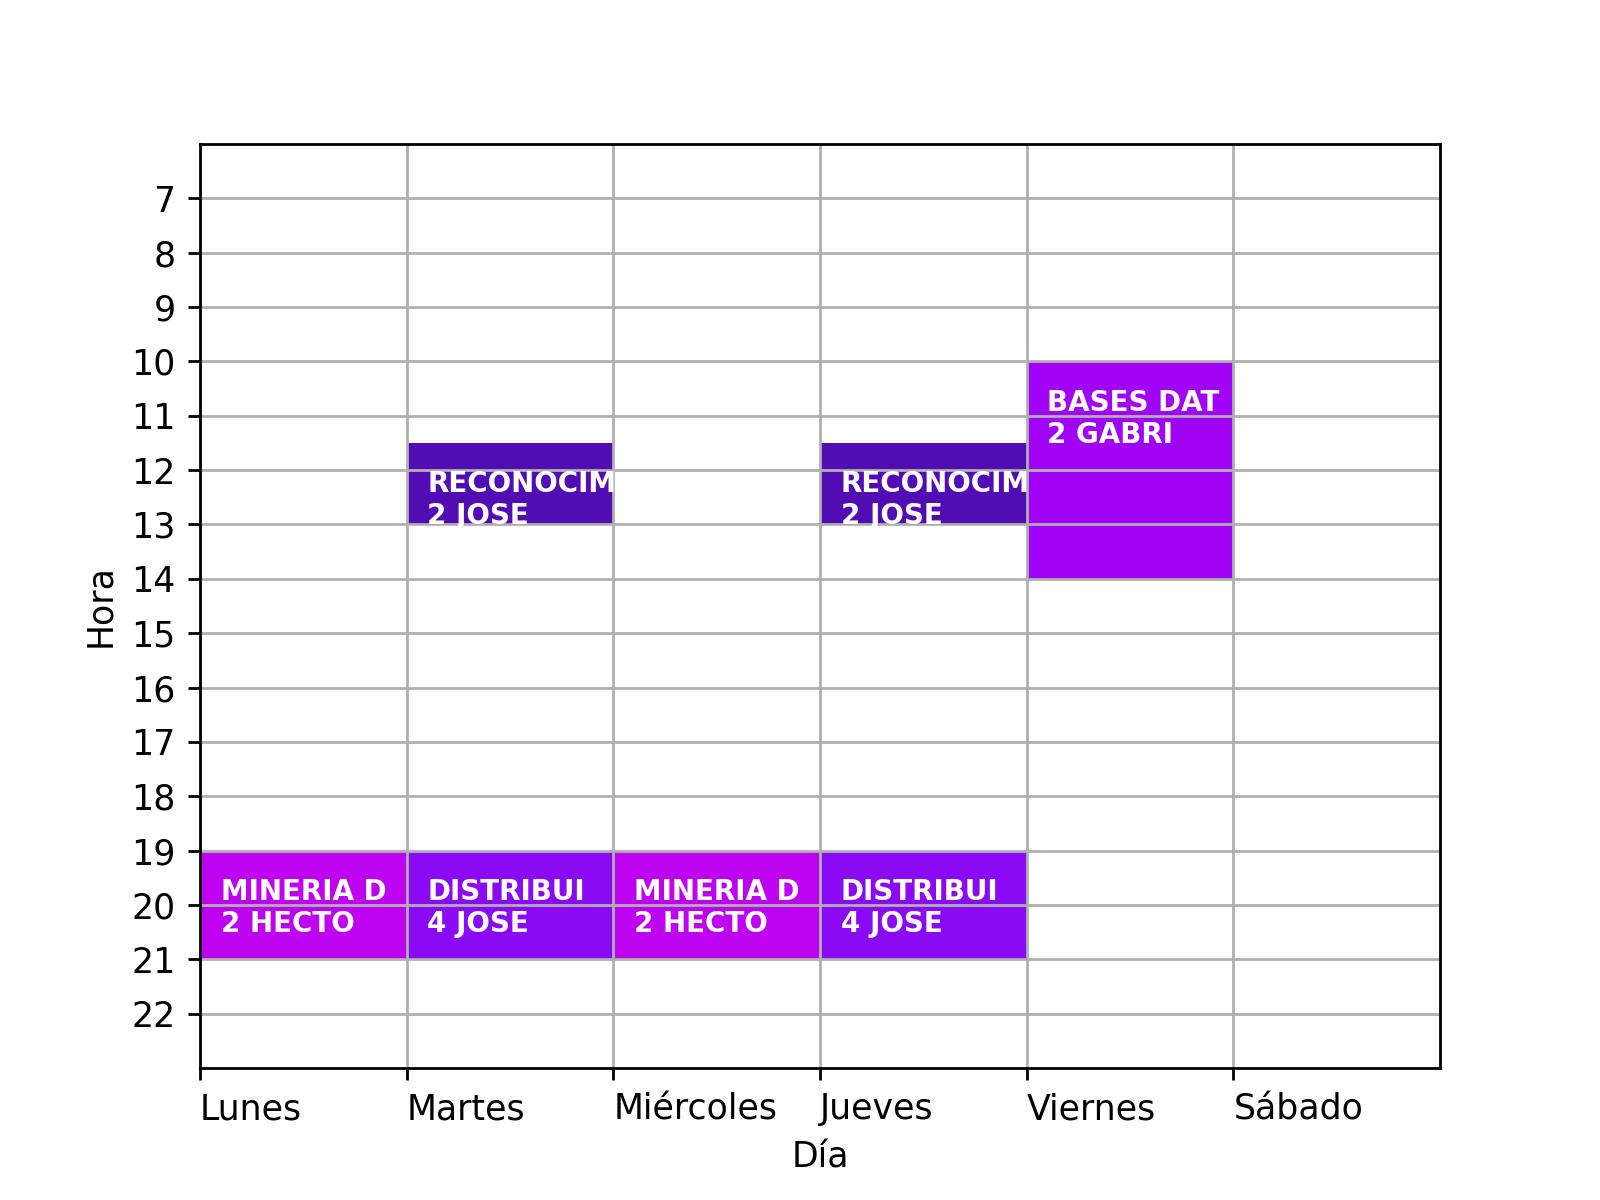 7
8
9
10
BASES DAT
11
2 GABRI
12
RECONOCIM
RECONOCIM
2 JOSE
2 JOSE
13
14
Hora
15
16
17
18
19
MINERIA D
DISTRIBUI
MINERIA D
DISTRIBUI
20
2 HECTO
4 JOSE
2 HECTO
4 JOSE
21
22
Lunes Martes Miércoles Jueves Viernes Sábado
Día